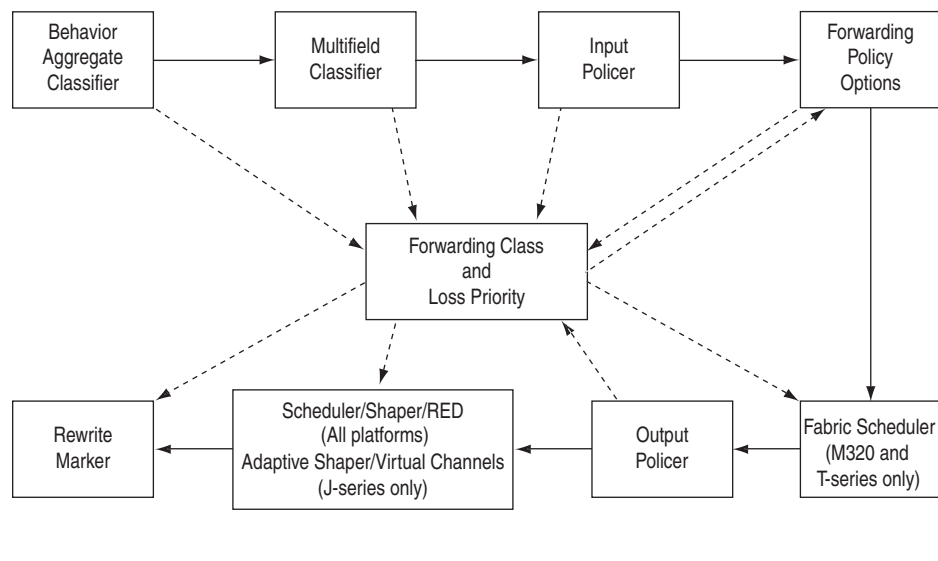 Behavior
Aggregate
Classifier
Multifield
Classifier
Input
Policer
Forwarding
Policy
Options
Forwarding Class
and
Loss Priority
Rewrite
Marker
Scheduler/Shaper/RED
(All platforms)
Adaptive Shaper/Virtual Channels
(J-series only)
Output
Policer
Fabric Scheduler
(M320 and
T-series only)